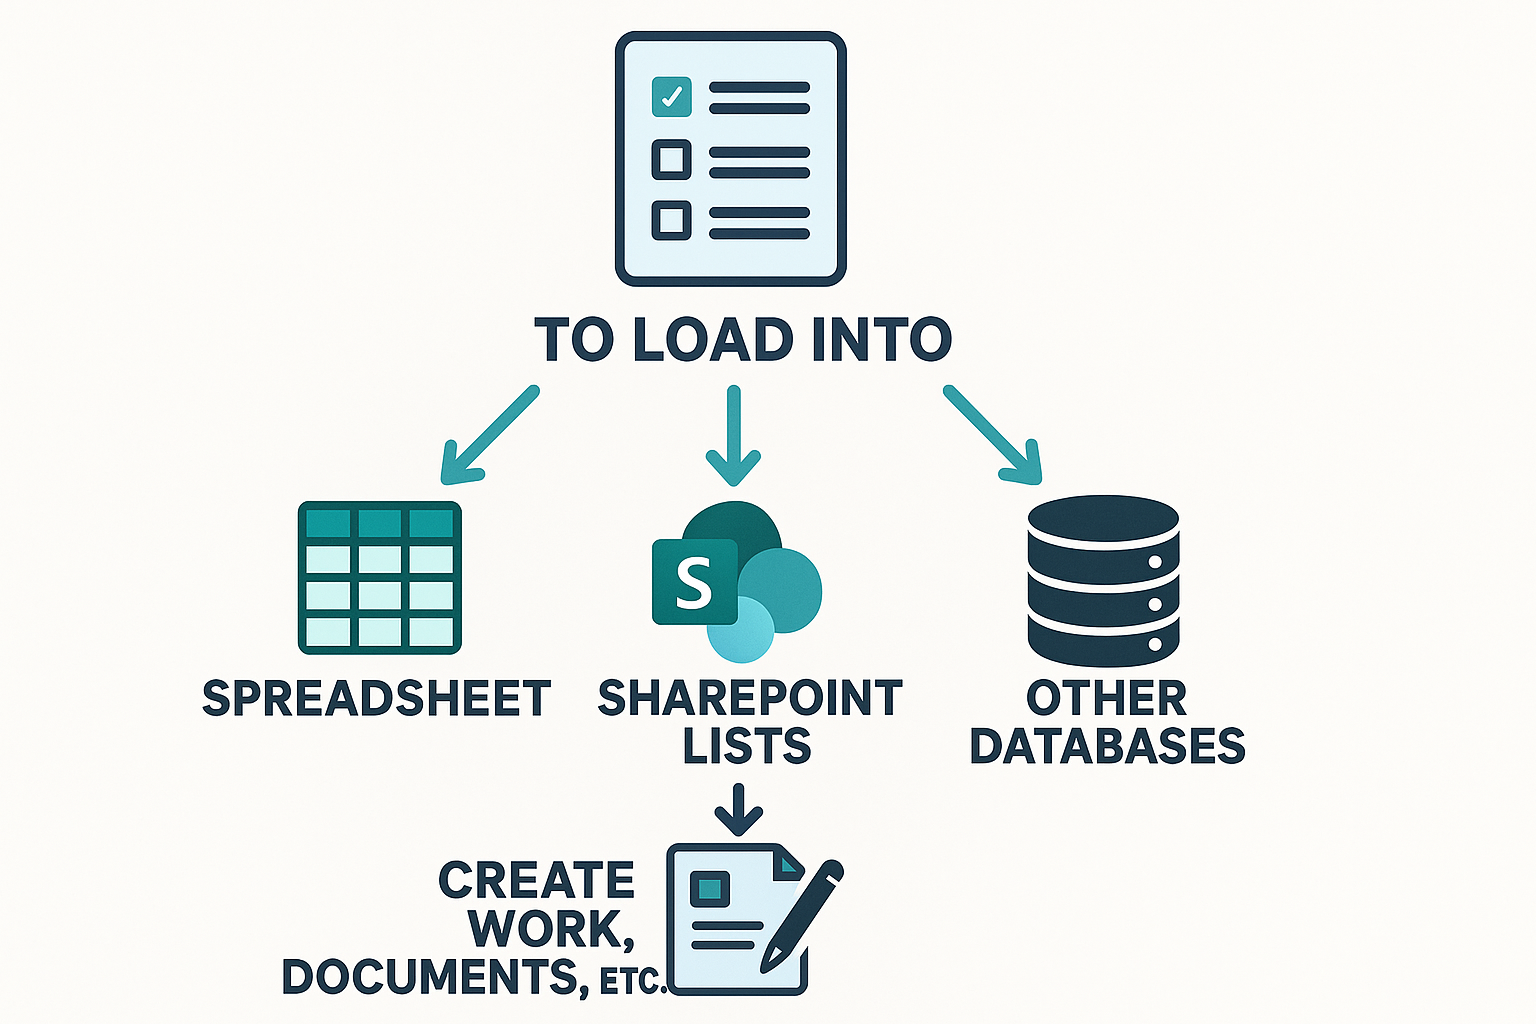 TO LOAD INTO
S
SPREADSHEET
SHAREPOINT
LISTS
OTHER
DATABASES
CREATE
WORK,
DOCUMENTS, ETC.